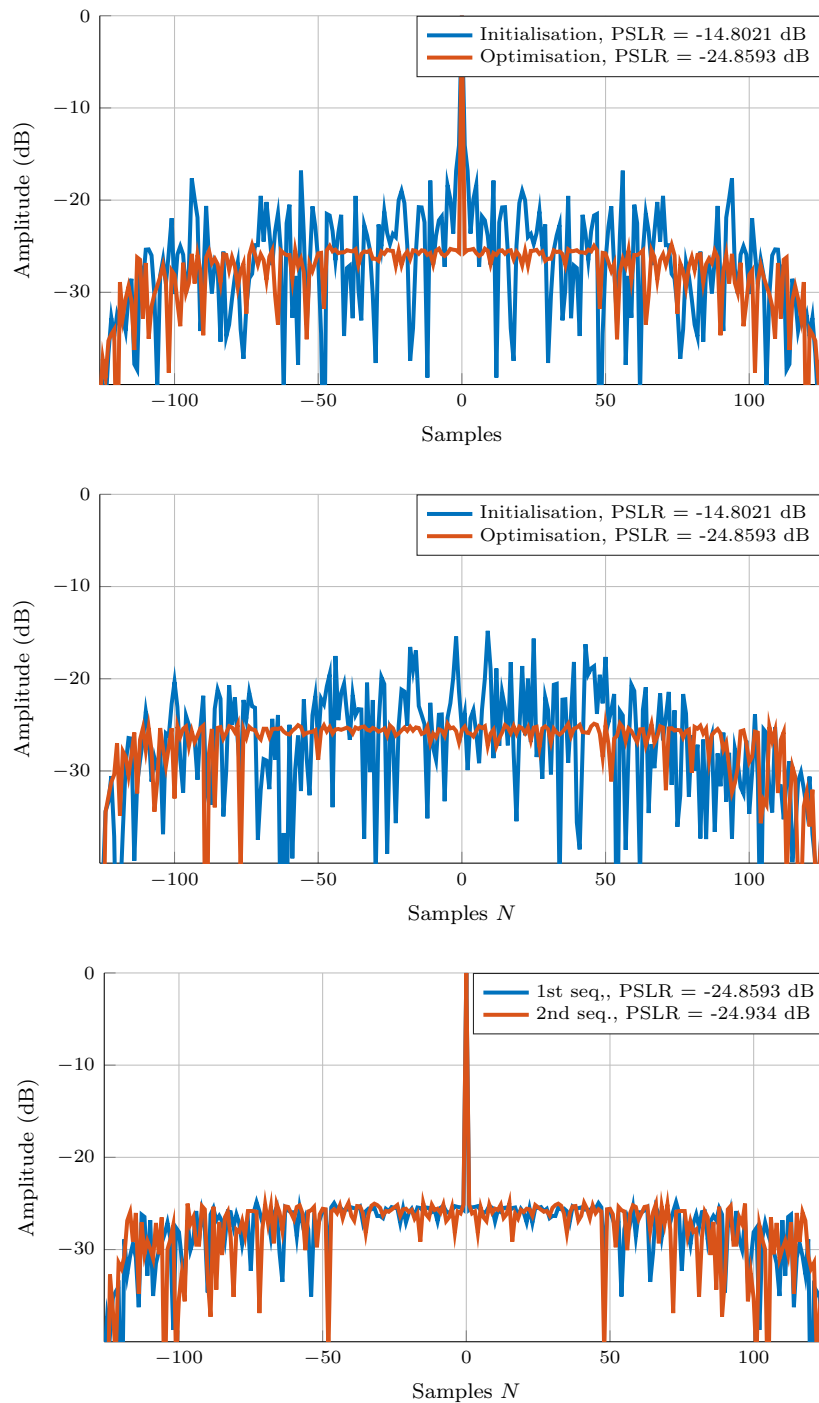 0
−10
−20
−30
Amplitude (dB)
Initialisation, PSLR = -14.8021 dB
Optimisation, PSLR = -24.8593 dB
−100 −50 0 50 100
Samples
0
−10
−20
−30
Amplitude (dB)
Initialisation, PSLR = -14.8021 dB
Optimisation, PSLR = -24.8593 dB
−100 −50 0 50 100
Samples N
0
−10
−20
−30
Amplitude (dB)
1st seq,, PSLR = -24.8593 dB
2nd seq., PSLR = -24.934 dB
−100 −50 0 50 100
Samples N